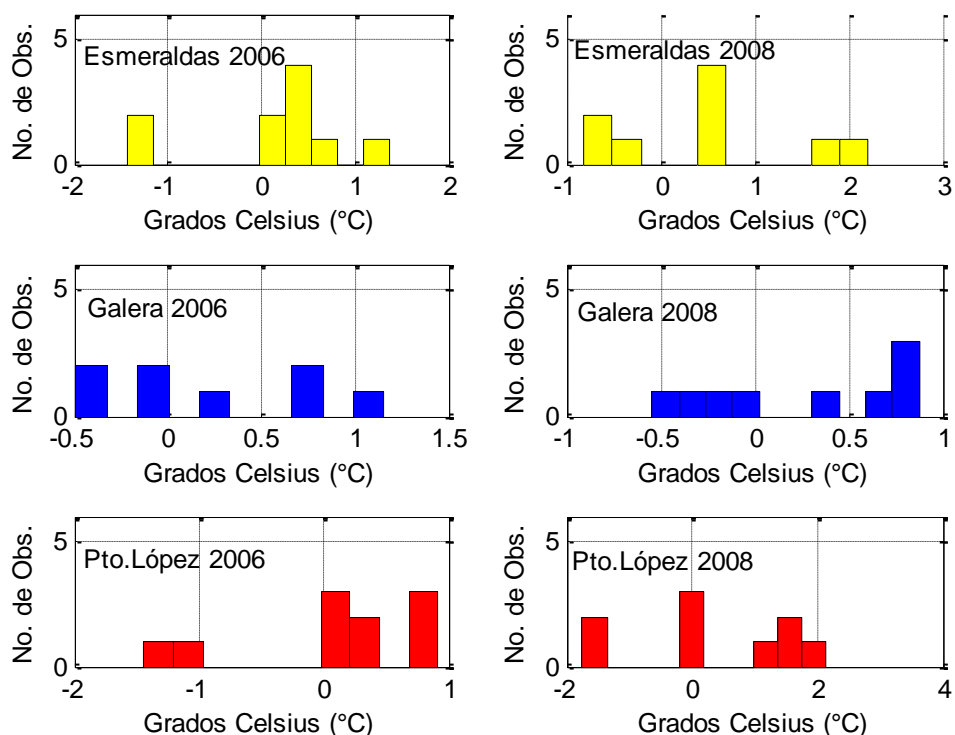 No. de Obs.
5
0
Esmeraldas 2006
-2 -1 0 1 2
Grados Celsius (°C)
No. de Obs.
5
0
Esmeraldas 2008
-1 0 1 2 3
Grados Celsius (°C)
No. de Obs.
5
0
Galera 2006
-0.5 0 0.5 1 1.5
Grados Celsius (°C)
No. de Obs.
5
0
Galera 2008
-1 -0.5 0 0.5 1
Grados Celsius (°C)
No. de Obs.
5
0
Pto.López 2006
-2 -1 0 1
Grados Celsius (°C)
No. de Obs.
5
0
Pto.López 2008
-2 0 2 4
Grados Celsius (°C)